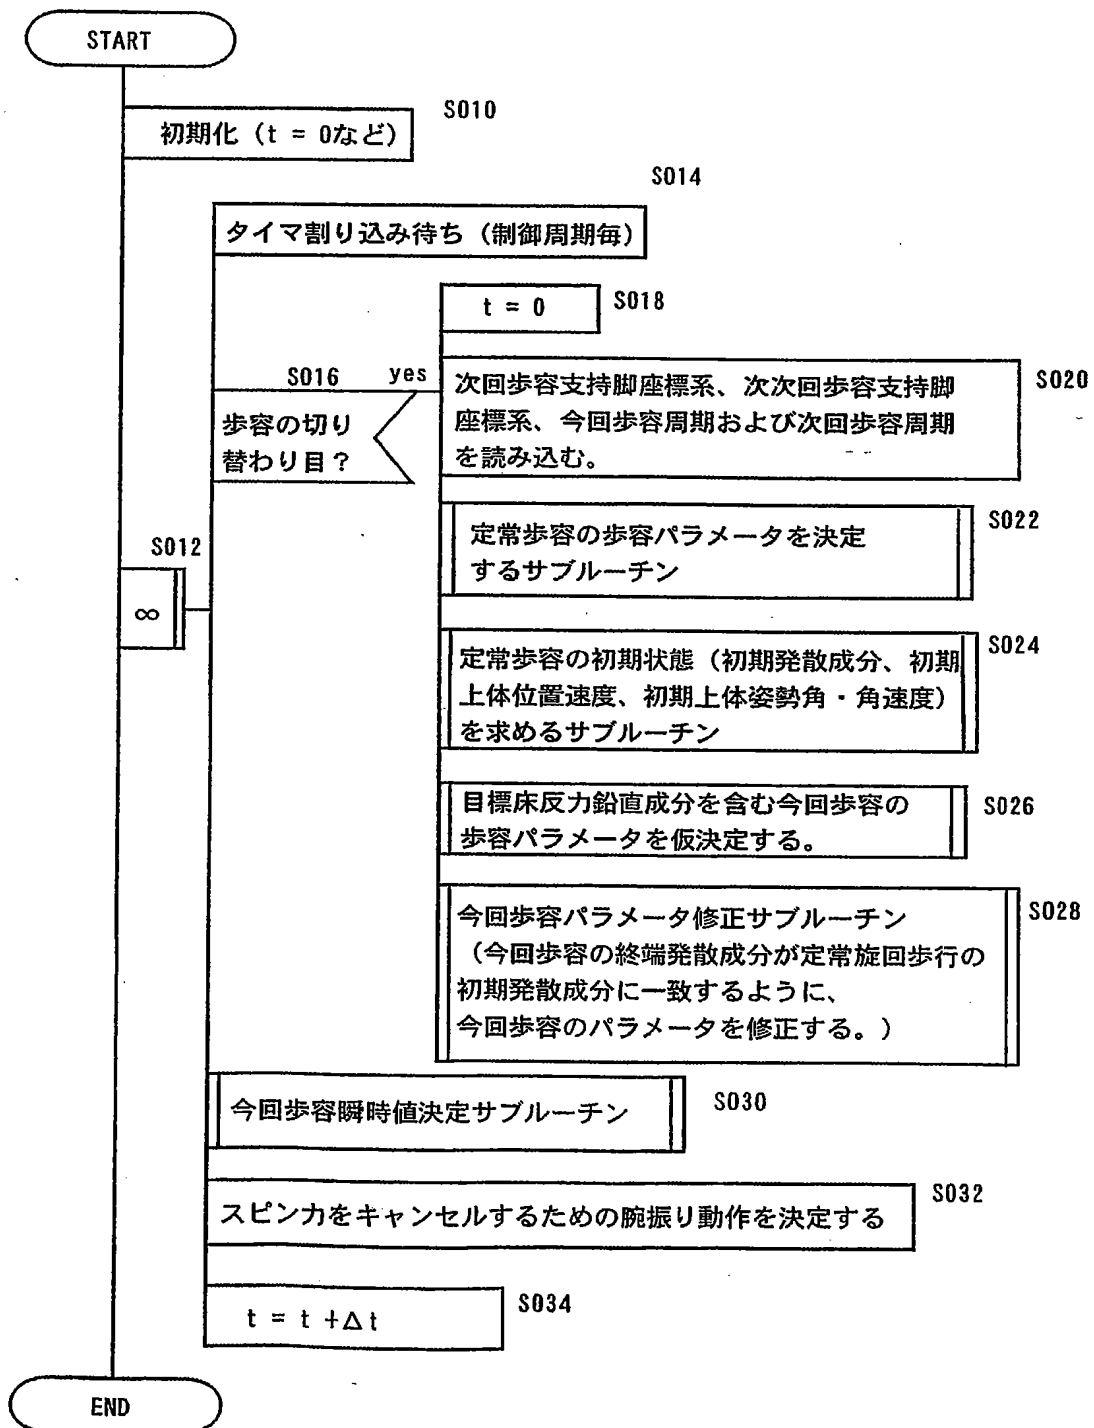 START
S010
初期化（t = 0など）
S014
タイマ割り込み待ち（制御周期毎）
t = 0
S018
S016
yes
歩容の切り
替わり目？
次回歩容支持脚座標系、次次回歩容支持脚
座標系、今回歩容周期および次回歩容周期
を読み込む。
S020
定常歩容の歩容パラメータを決定
するサブルーチン
S022
S012
∞
定常歩容の初期状態（初期発散成分、初期
上体位置速度、初期上体姿勢角・角速度）
を求めるサブルーチン
S024
目標床反力鉛直成分を含む今回歩容の
歩容パラメータを仮決定する。
S026
今回歩容パラメータ修正サブルーチン
（今回歩容の終端発散成分が定常旋回歩行の
初期発散成分に一致するように、
今回歩容のパラメータを修正する。）
S028
今回歩容瞬時値決定サブルーチン
S030
スピン力をキャンセルするための腕振り動作を決定する
S032
t = t +Δt
S034
END